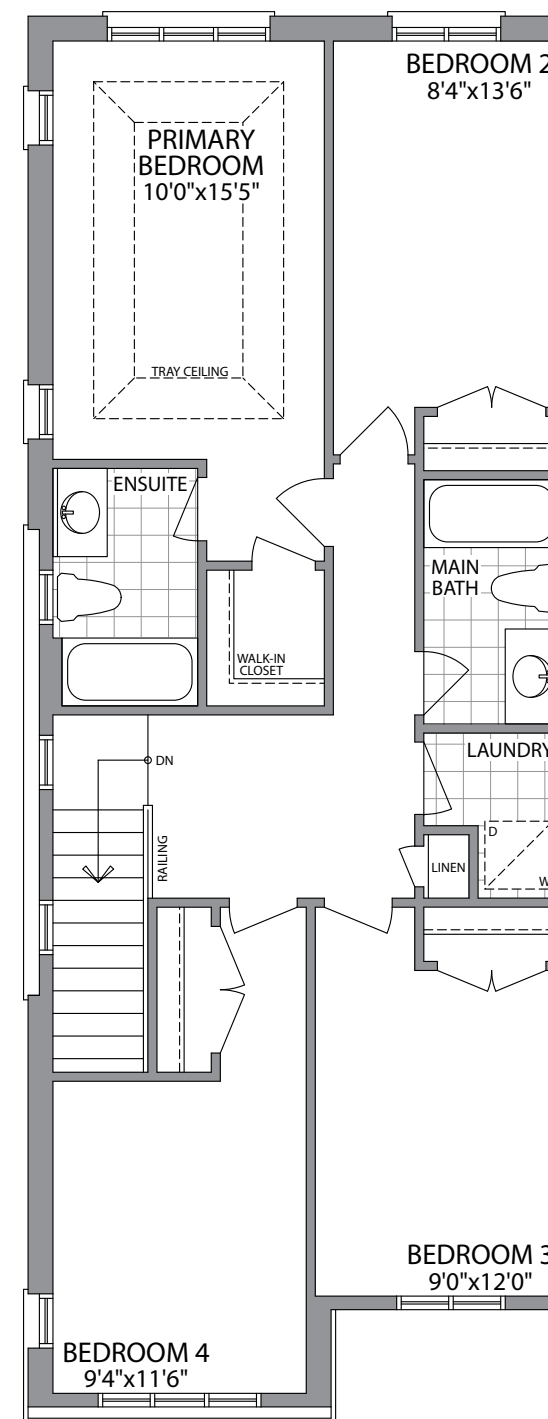 BEDROOM 2
8'4"x13'6"
PRIMARY
BEDROOM
10'0"x15'5"
TRAY CEILING
ENSUITE
MAIN
BATH
WALK-IN
CLOSET
DN
LAUNDRY
RAILING
D
LINEN
W
BEDROOM 3
9'0"x12'0"
BEDROOM 4
9'4"x11'6"